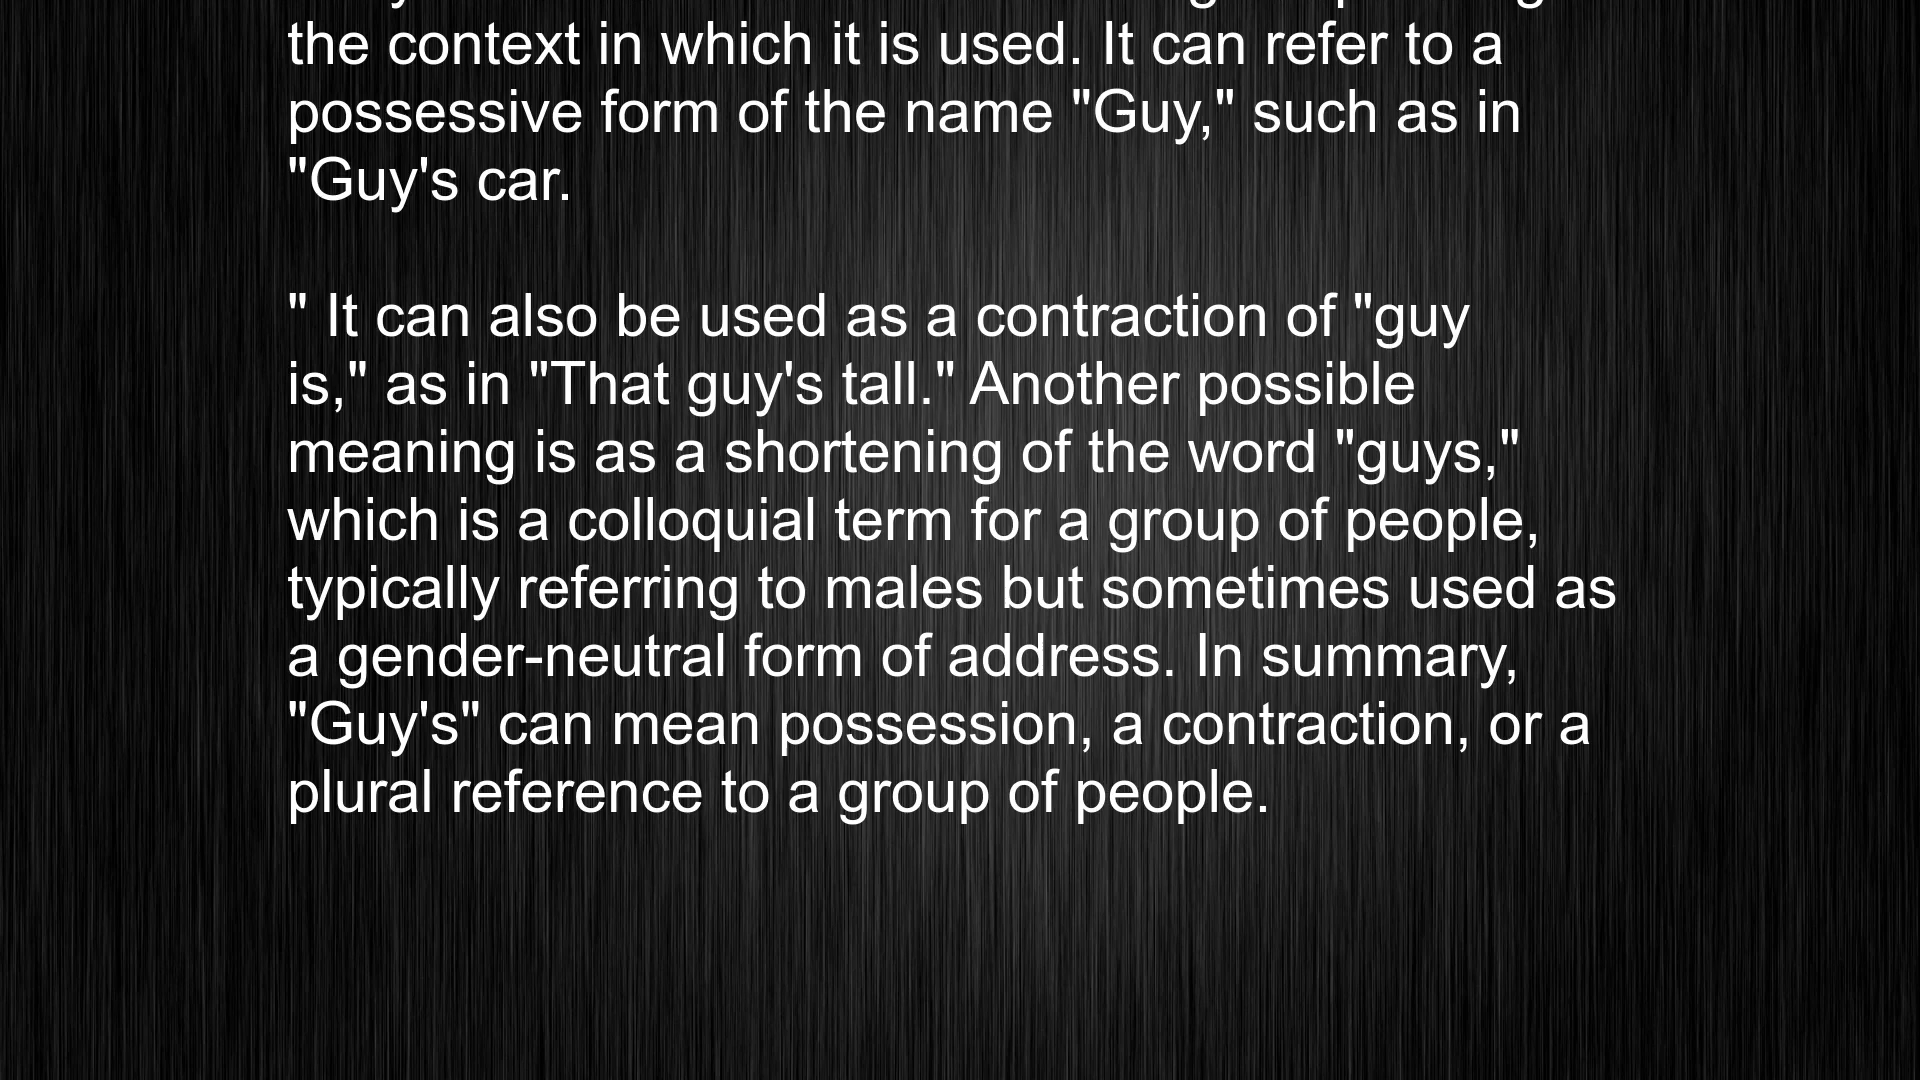 the context in which it is used. It can refer to a
possessive form of the name "Guy," such as in
"Guy's car.
" It can also be used as a contraction of "guy
is," as in "That guy's tall." Another possible
meaning is as a shortening of the word "guys,"
which is a colloquial term for a group of people,
typically referring to males but sometimes used as
a gender-neutral form of address. In summary,
"Guy's" can mean possession, a contraction, or a
plural reference to a group of people.